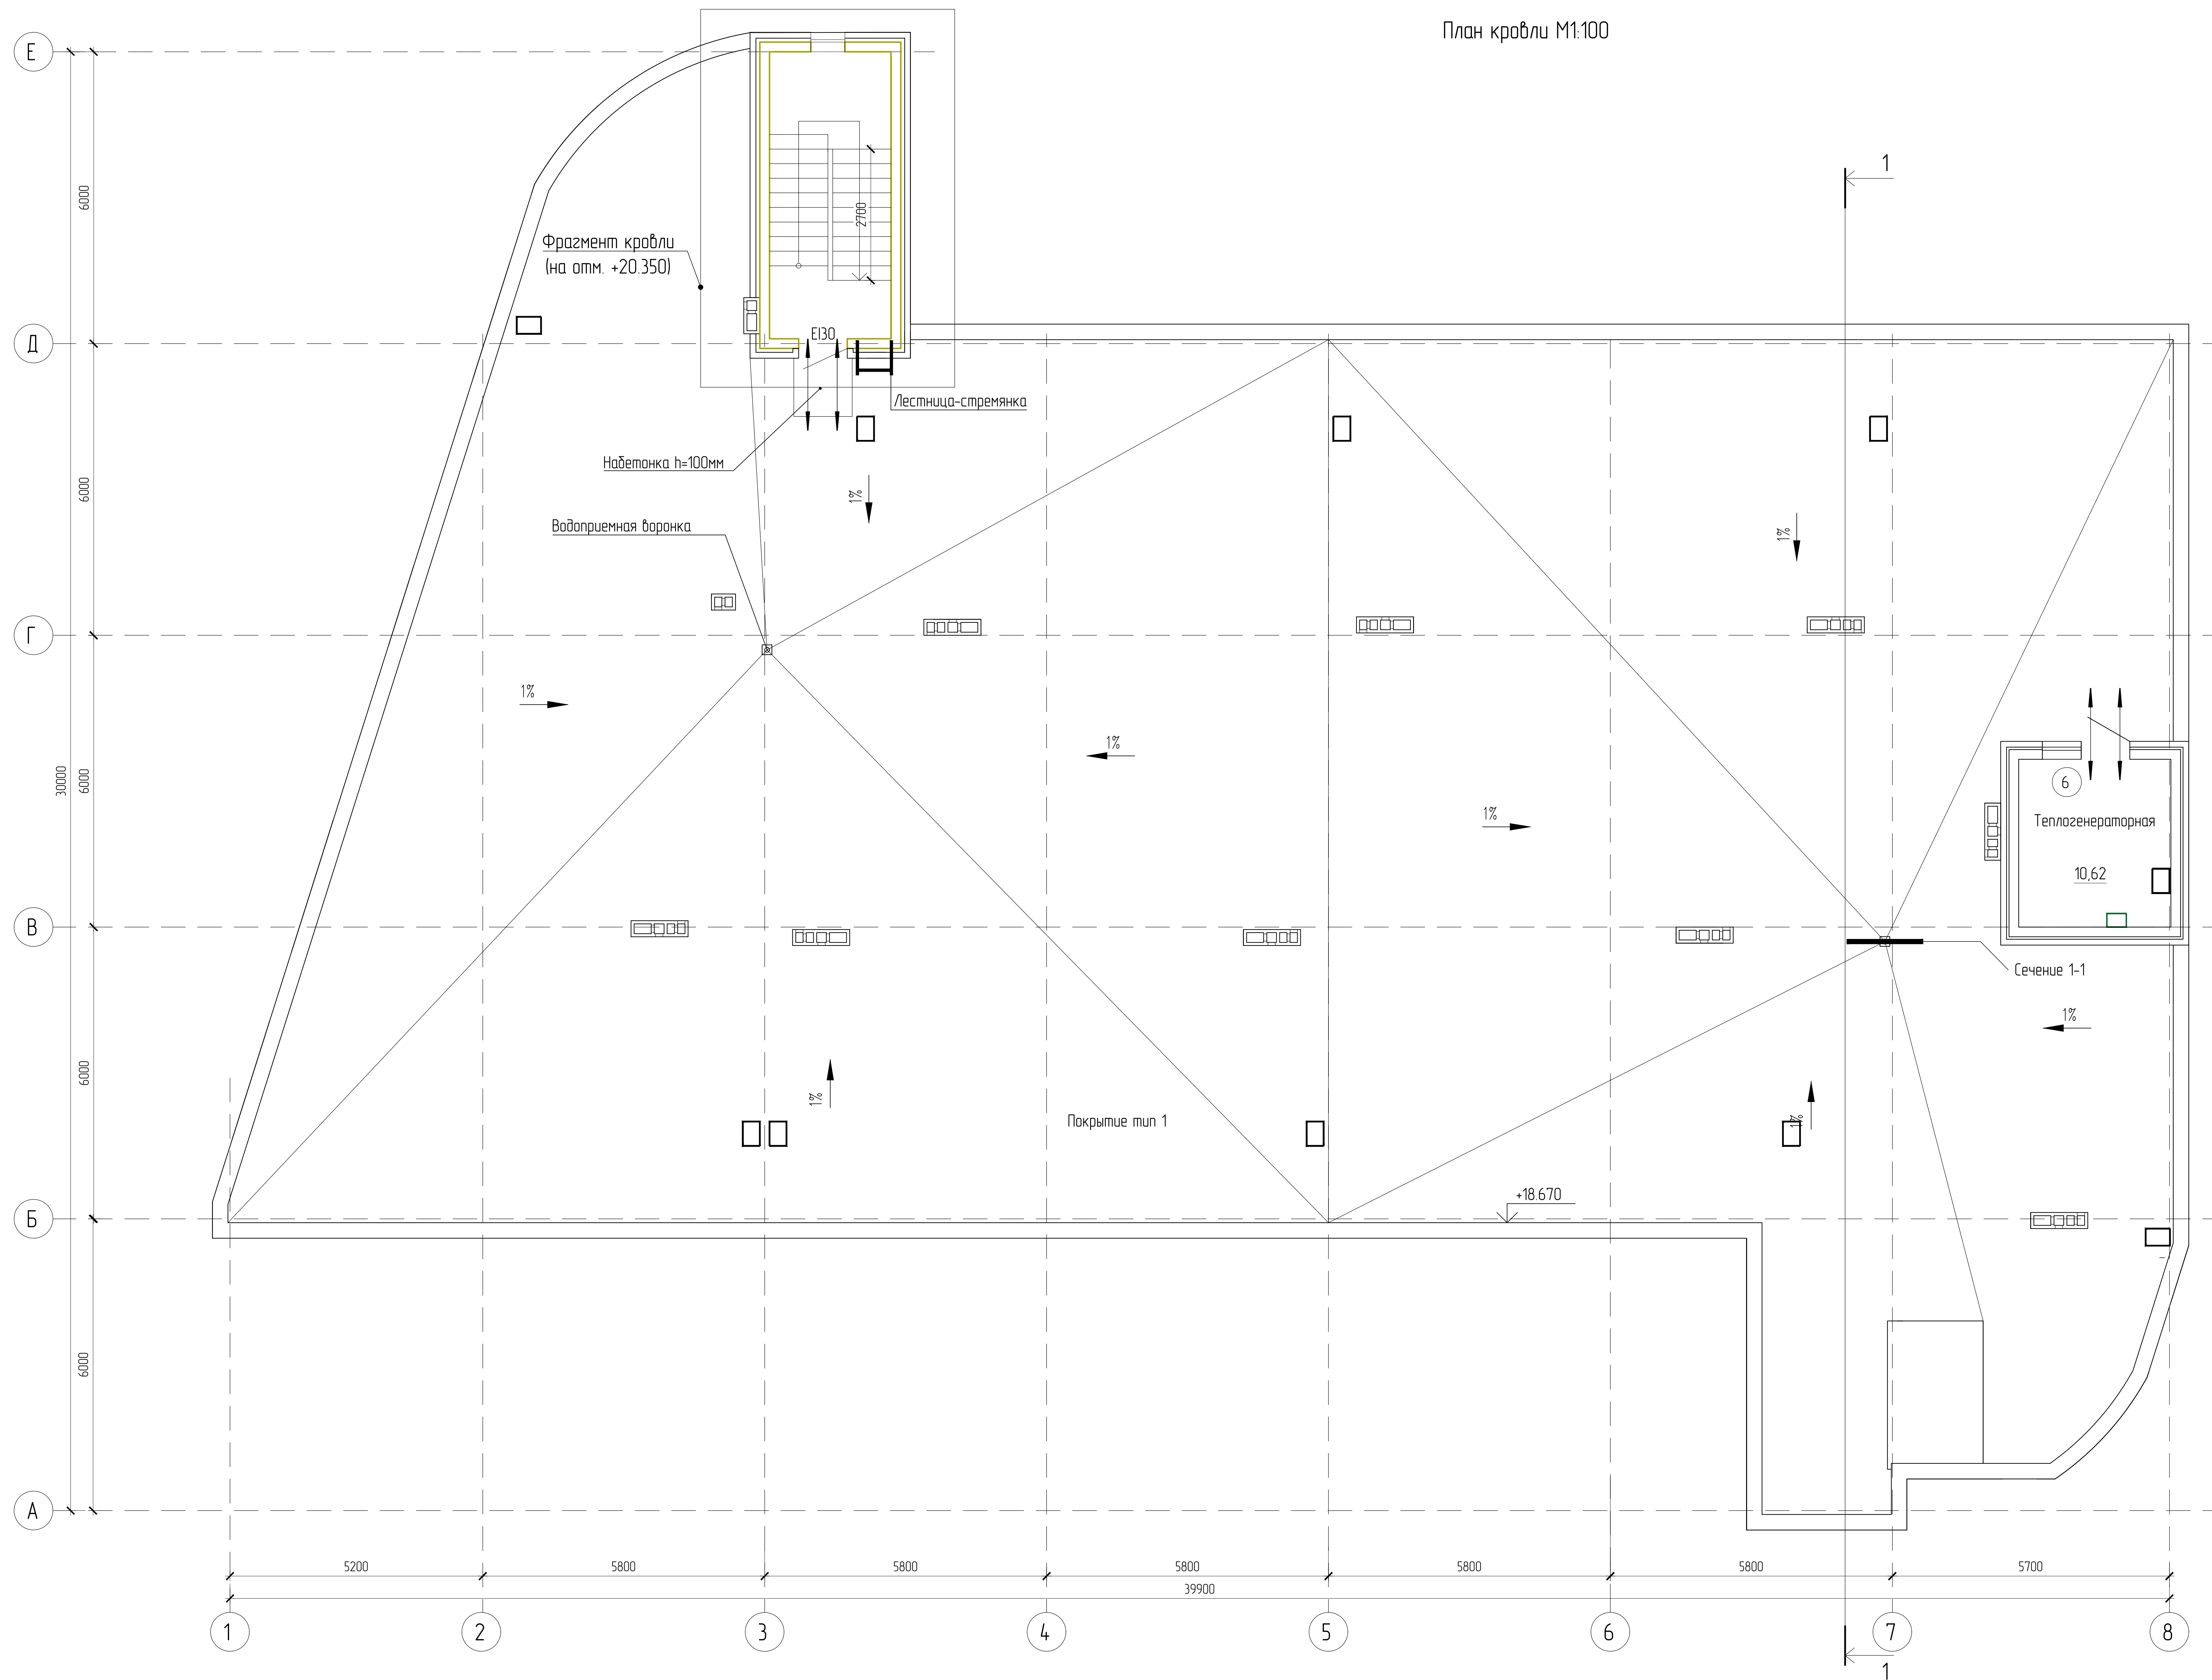 План кровли М1:100
Е
1
6000
2700
Фрагмент кровли
(на отм. +20.350)
EI30
Д
Лестница-стремянка
Набетонка h=100мм
6000
1%
Водоприемная воронка
1%
Г
1%
1%
30000
6000
6
1%
Теплогенераторная
10,62
В
Сечение 1-1
1%
6000
1%
1%
Покрытие тип 1
+18.670
Б
6000
А
5200
5800
5800
5800
5800
5800
5700
39900
1
2
3
4
5
6
7
8
1